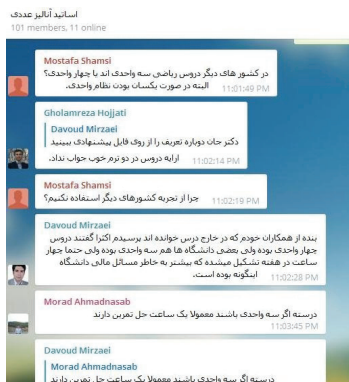 اساتید آنالیز عددی
101 members, 11 online
Mostafa Shamsi
در کشور های دیگر دروس ریاضی سه واحدی اند یا چهار واحدی؟
البته در صورت یکسان بودن نظام واحدی.
11:01:49 PM
Gholamreza Hojjati
Davoud Mirzaei
دکتر جان دوباره تعریف را از روی فایل پیشنهادی ببینید
ارایه دروس در دو ترم خوب جواب نداد.
11:02:14 PM
Mostafa Shamsi
چرا از تجربه کشورهای دیگر استفاده نکنیم؟
11:02:19 PM
Davoud Mirzaei
بنده از همکاران خودم که در خارج درس خوانده اند پرسیدم اکثرا گفتند دروس
چهار واحدی بوده ولی بعضی دانشگاه ها هم سه واحدی بوده ولی حتما چهار
ساعت در هفته تشکیل میشده که بیشتر به خاطر مسائل مالی دانشگاه
اینگونه بوده است.
11:02:28 PM
Morad Ahmadnasab
درسته اگر سه واحدی باشند معمولا یک ساعت حل تمرین دارند
11:03:45 PM
Davoud Mirzaei
Morad Ahmadnasab
درسته اگر سه واحدی باشند معمولا یک ساعت حل تمرین دارند